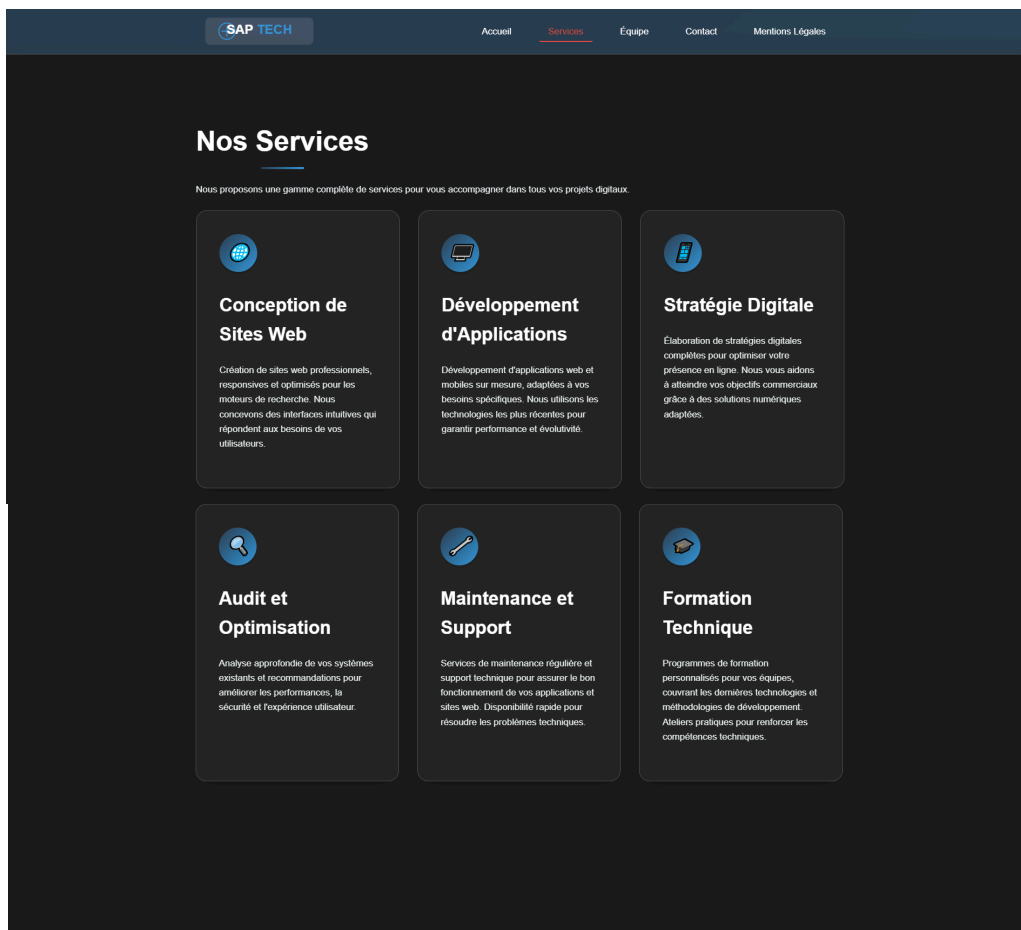 SAP TECH
Accueil
Services
Équipe
Contact
Mentions Légales
Nos Services
Nous proposons une gamme complète de services pour vous accompagner dans tous vos projets digitaux.
Conception de
Sites Web
Création de sites web professionnels,
responsives et optimisés pour les
moteurs de recherche. Nous
concevons des interfaces intuitives qui
répondent aux besoins de vos
utilisateurs.
Développement
d'Applications
Développement d'applications web et
mobiles sur mesure, adaptées à vos
besoins spécifiques. Nous utilisons les
technologies les plus récentes pour
garantir performance et évolutivité.
Stratégie Digitale
Élaboration de stratégies digitales
complètes pour optimiser votre
présence en ligne. Nous vous aidons
à atteindre vos objectifs commerciaux
grâce à des solutions numériques
adaptées.
Audit et
Optimisation
Analyse approfondie de vos systèmes
existants et recommandations pour
améliorer les performances, la
sécurité et l'expérience utilisateur.
Maintenance et
Support
Services de maintenance régulière et
support technique pour assurer le bon
fonctionnement de vos applications et
sites web. Disponibilité rapide pour
résoudre les problèmes techniques.
Formation
Technique
Programmes de formation
personnalisés pour vos équipes,
couvrant les dernières technologies et
méthodologies de développement.
Ateliers pratiques pour renforcer les
compétences techniques.